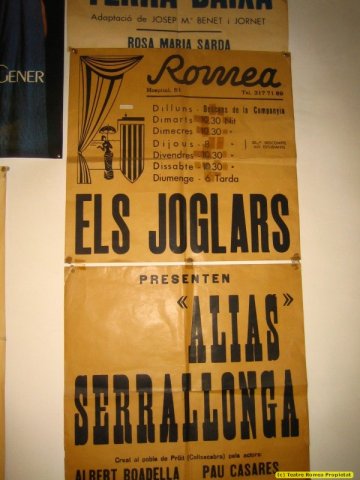 TERRA BAIXA
Adaptació de JOSEP Mª BENET i JORNET
ROSA MARIA SARDA
GENER
Romea
Hospital, 51 Tel. 317 71 89
Dilluns - Descans de la Companyia
Dimarts - 10.30 Nit
Dimecres - 10.30 "
Dijous - 8 "
Divendres - 10.30 "
Dissabte - 10.30 "
Diumenge - 6 Tarda
ELS JOGLARS
PRESENTEN
"ALIAS"
SERRALLONGA
Creat al poble de Prüit (Collsacabra) pels actors:
ALBERT BOADELLA PAU CASARES
(c) Teatre Romea Propietat